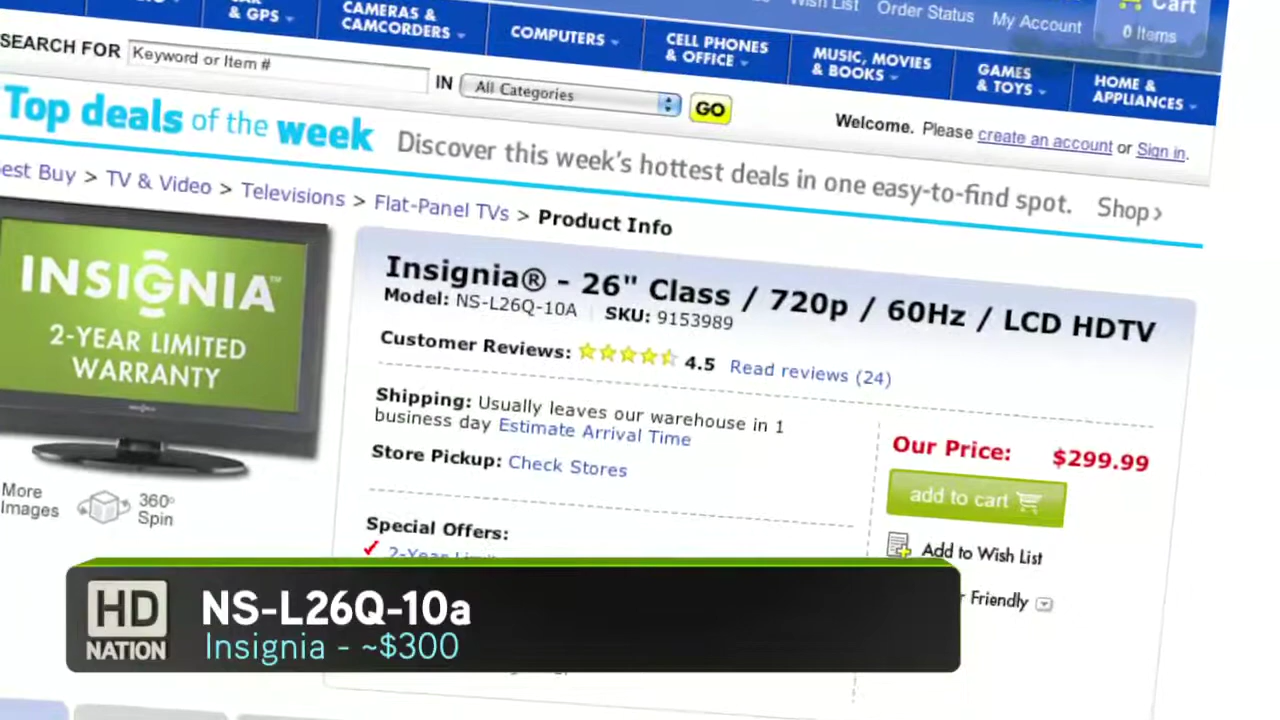 & GPS
CAMERAS &
CAMCORDERS
COMPUTERS
CELL PHONES
& OFFICE
MUSIC, MOVIES
& BOOKS
GAMES
& TOYS
HOME &
APPLIANCES
Wish List Order Status My Account
Cart
0 Items
SEARCH FOR Keyword or Item # IN All Categories GO
Welcome. Please create an account or Sign in.
Top deals of the week Discover this week's hottest deals in one easy-to-find spot. Shop›
est Buy > TV & Video > Televisions > Flat-Panel TVs > Product Info
INSIGNIA™
2-YEAR LIMITED
WARRANTY
More
Images
360°
Spin
Insignia® - 26" Class / 720p / 60Hz / LCD HDTV
Model: NS-L26Q-10A | SKU: 9153989
Customer Reviews: 4.5 Read reviews (24)
Shipping: Usually leaves our warehouse in 1
business day Estimate Arrival Time
Store Pickup: Check Stores
Our Price: $299.99
add to cart
Add to Wish List
r Friendly
Special Offers:
2-Year Limit
HD
NATION
NS-L26Q-10a
Insignia - ~$300